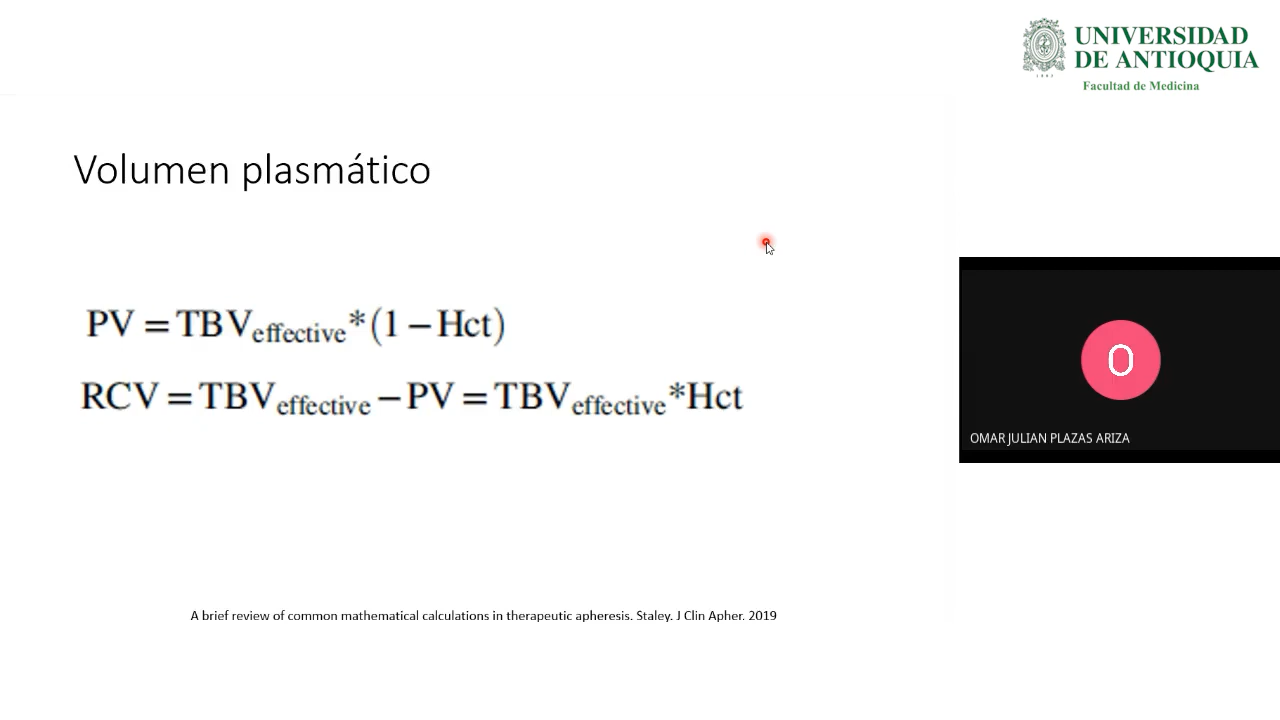 UNIVERSIDAD
DE ANTIOQUIA
1803
Facultad de Medicina
Volumen plasmático
PV = TBVeffective*(1 − Hct)
RCV = TBVeffective − PV = TBVeffective*Hct
O
OMAR JULIAN PLAZAS ARIZA
A brief review of common mathematical calculations in therapeutic apheresis. Staley. J Clin Apher. 2019